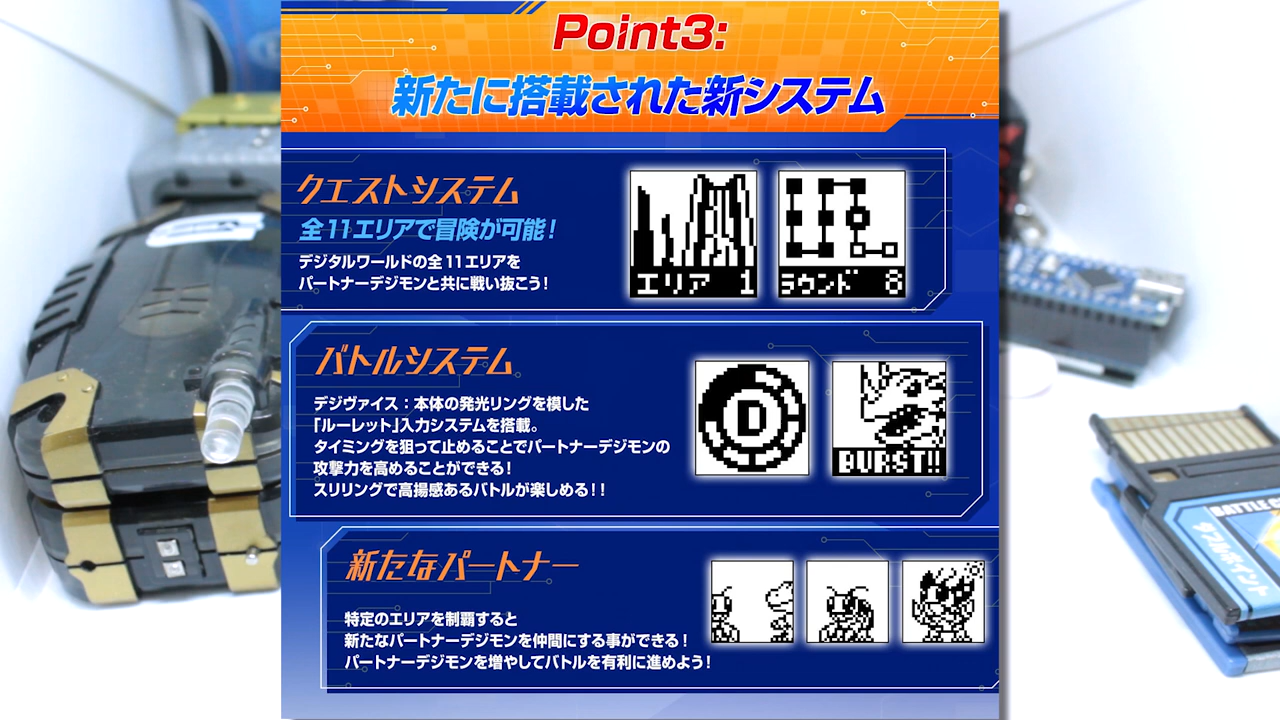 Point3:
新たに搭載された新システム
クエストシステム
全11エリアで冒険が可能！
デジタルワールドの全11エリアを
パートナーデジモンと共に戦い抜こう！
エリア 1
ラウンド 8
バトルシステム
デジヴァイス：本体の発光リングを模した
「ルーレット」入力システムを搭載。
タイミングを狙って止めることでパートナーデジモンの
攻撃力を高めることができる！
スリリングで高揚感あるバトルが楽しめる！！
D
BURST!!
新たなパートナー
特定のエリアを制覇すると
新たなパートナーデジモンを仲間にする事ができる！
パートナーデジモンを増やしてバトルを有利に進めよう！
BATTLE
ダブルポイント